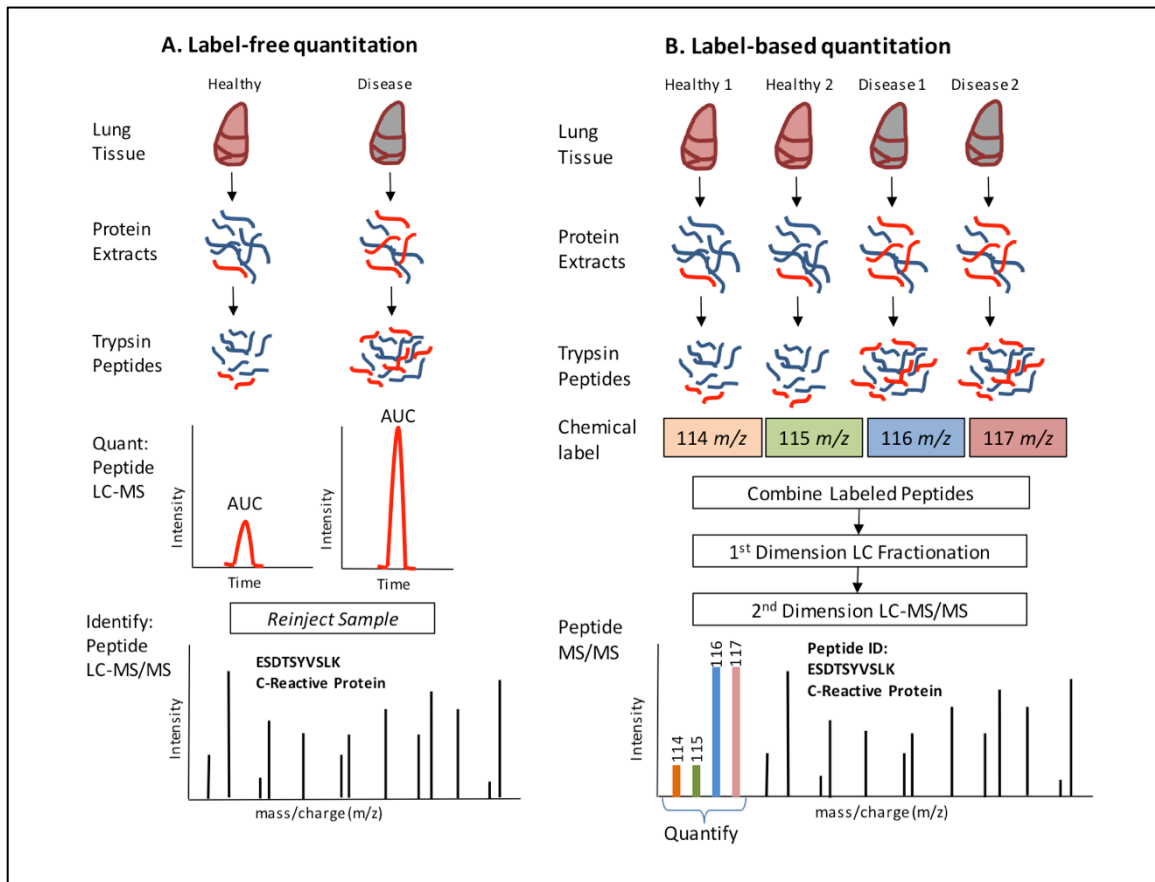 A. Label-free quantitation
Healthy
Disease
Lung
Tissue
Protein
Extracts
Trypsin
Peptides
Quant:
Peptide
LC-MS
Intensity
AUC
Time
Intensity
AUC
Time
Reinject Sample
Identify:
Peptide
LC-MS/MS
Intensity
ESDTSYVSLK
C-Reactive Protein
mass/charge (m/z)
B. Label-based quantitation
Healthy 1
Healthy 2
Disease 1
Disease 2
Lung
Tissue
Protein
Extracts
Trypsin
Peptides
Chemical
label
114 m/z
115 m/z
116 m/z
117 m/z
Combine Labeled Peptides
1st Dimension LC Fractionation
2nd Dimension LC-MS/MS
Peptide
MS/MS
Intensity
114
115
116
117
Peptide ID:
ESDTSYVSLK
C-Reactive Protein
mass/charge (m/z)
Quantify